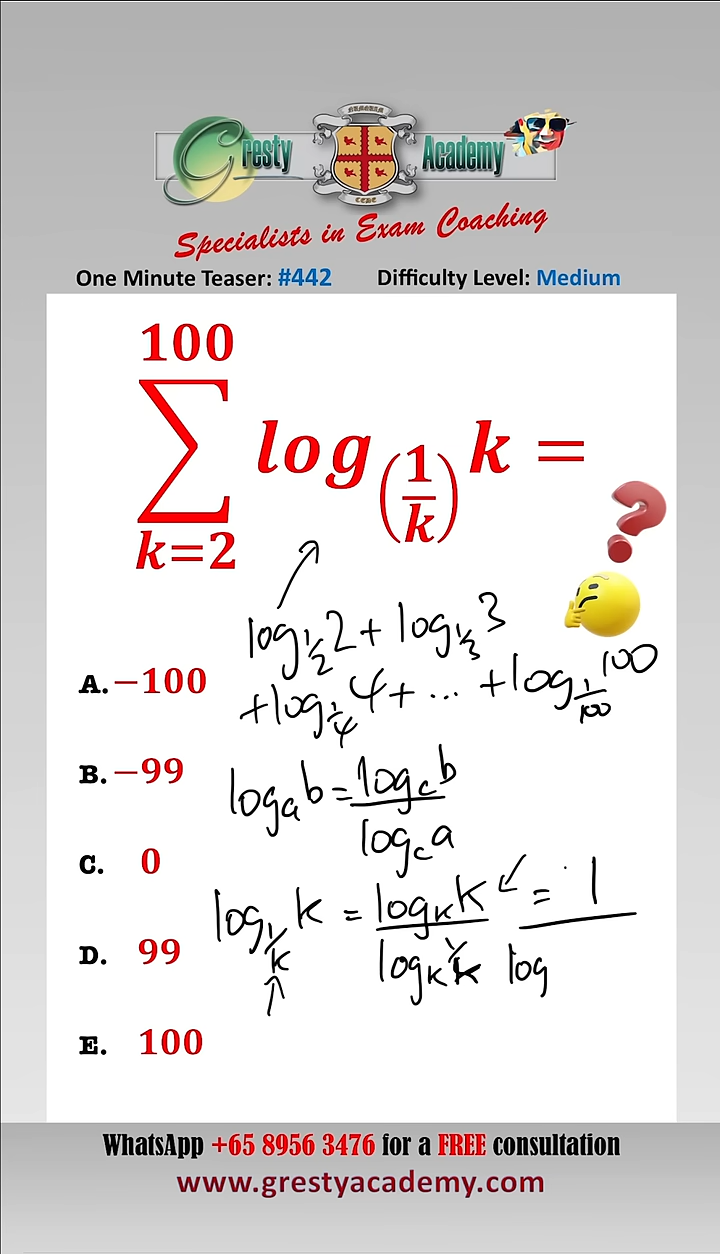 Gresty Academy
Specialists in Exam Coaching
One Minute Teaser: #442 Difficulty Level: Medium
100
∑ log_(1/k) k =
k=2
?
log_1/2 2 + log_1/3 3
A. −100
+ log_1/4 4 + ... + log_1/100 100
B. −99
log_a b = log_c b / log_c a
C. 0
log_1/k k = log_k k / log_k 1/k = 1 / log
D. 99
E. 100
WhatsApp +65 8956 3476 for a FREE consultation
www.grestyacademy.com